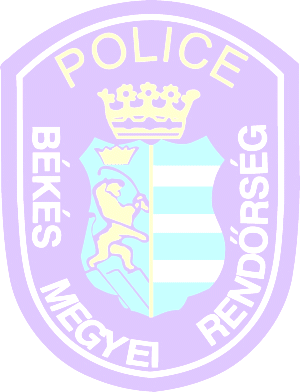 POLICE
BÉKÉS
MEGYEI
RENDŐRSÉG